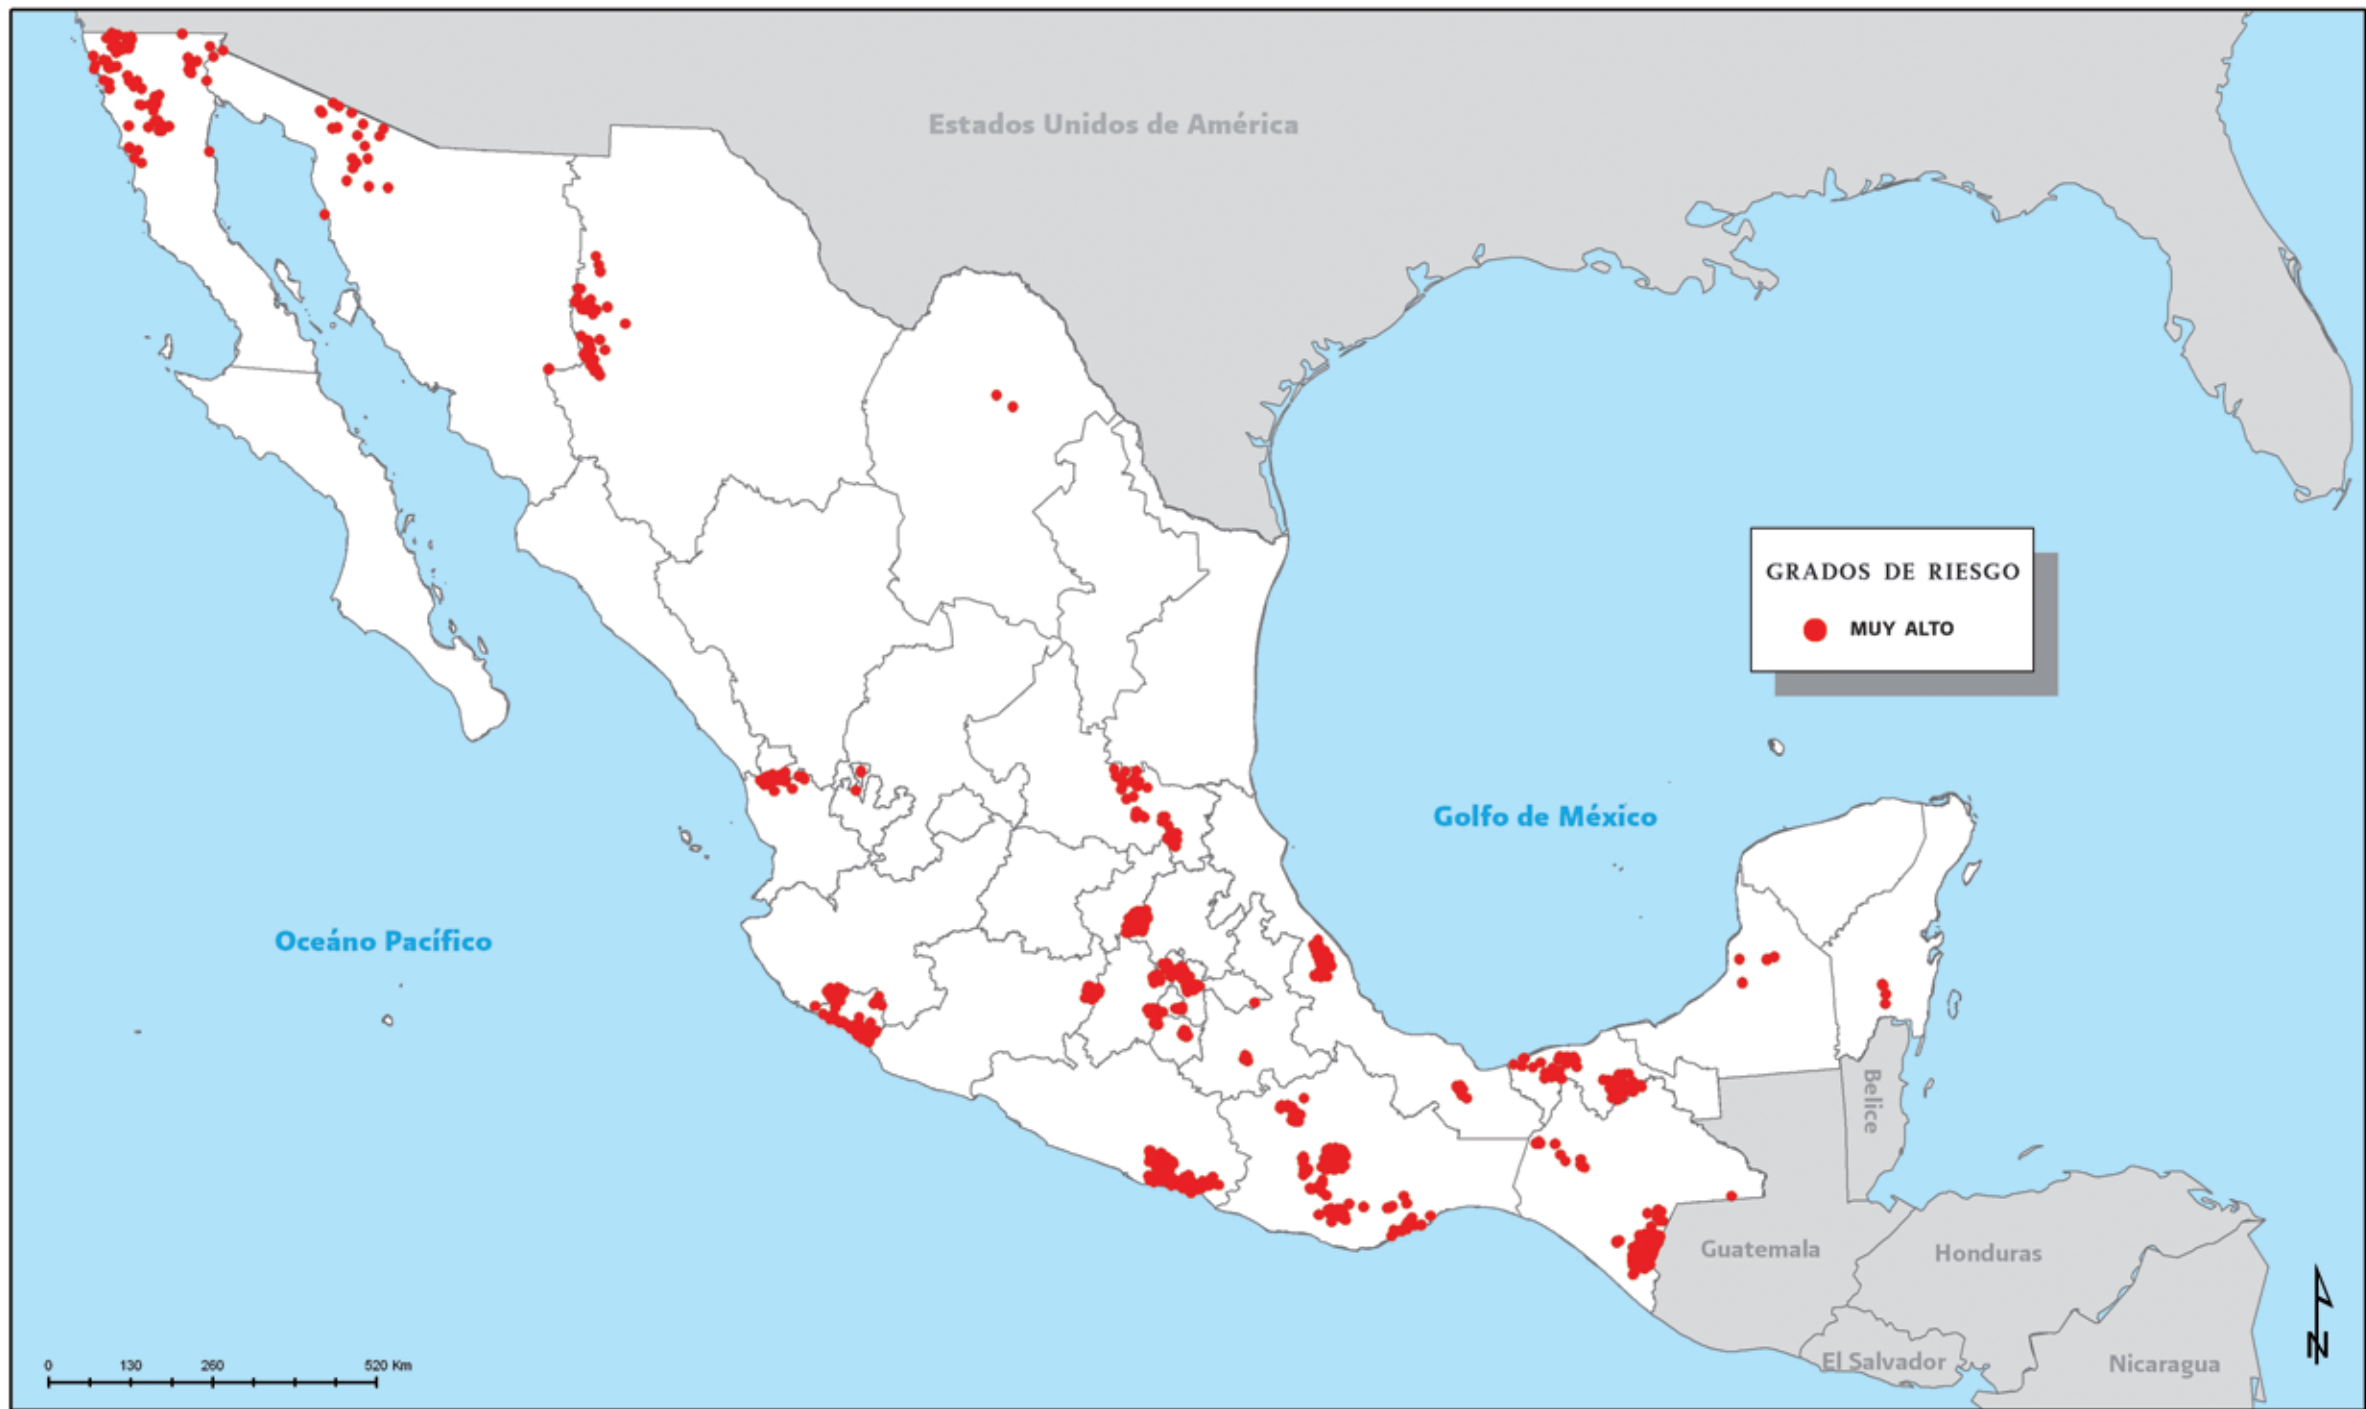 Estados Unidos de América
GRADOS DE RIESGO
MUY ALTO
Golfo de México
Oceáno Pacífico
Belice
Guatemala
Honduras
El Salvador
Nicaragua
0 130 260 520 Km
N